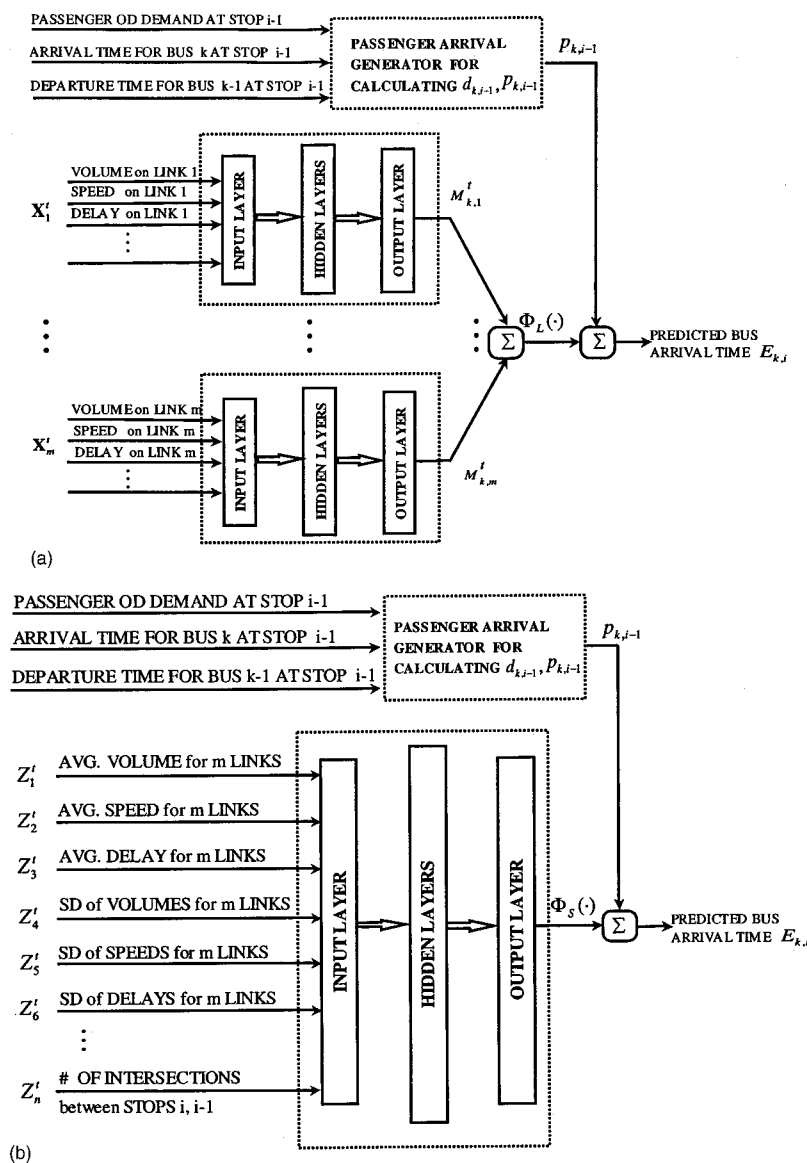 PASSENGER OD DEMAND AT STOP i-1
ARRIVAL TIME FOR BUS k AT STOP i-1
DEPARTURE TIME FOR BUS k-1 AT STOP i-1
PASSENGER ARRIVAL
GENERATOR FOR
CALCULATING d_{k,i-1}, p_{k,i-1}
p_{k,i-1}
X_1^t
VOLUME on LINK 1
SPEED on LINK 1
DELAY on LINK 1
INPUT LAYER
HIDDEN LAYERS
OUTPUT LAYER
M_{k,1}^t
Σ
Φ_L(·)
Σ
PREDICTED BUS
ARRIVAL TIME E_{k,i}
X_m^t
VOLUME on LINK m
SPEED on LINK m
DELAY on LINK m
INPUT LAYER
HIDDEN LAYERS
OUTPUT LAYER
M_{k,m}^t
(a)
PASSENGER OD DEMAND AT STOP i-1
ARRIVAL TIME FOR BUS k AT STOP i-1
DEPARTURE TIME FOR BUS k-1 AT STOP i-1
PASSENGER ARRIVAL
GENERATOR FOR
CALCULATING d_{k,i-1}, p_{k,i-1}
p_{k,i-1}
Z_1^t AVG. VOLUME for m LINKS
Z_2^t AVG. SPEED for m LINKS
Z_3^t AVG. DELAY for m LINKS
Z_4^t SD of VOLUMES for m LINKS
Z_5^t SD of SPEEDS for m LINKS
Z_6^t SD of DELAYS for m LINKS
Z_n^t # OF INTERSECTIONS
between STOPS i, i-1
INPUT LAYER
HIDDEN LAYERS
OUTPUT LAYER
Φ_S(·)
Σ
PREDICTED BUS
ARRIVAL TIME E_{k,i}
(b)